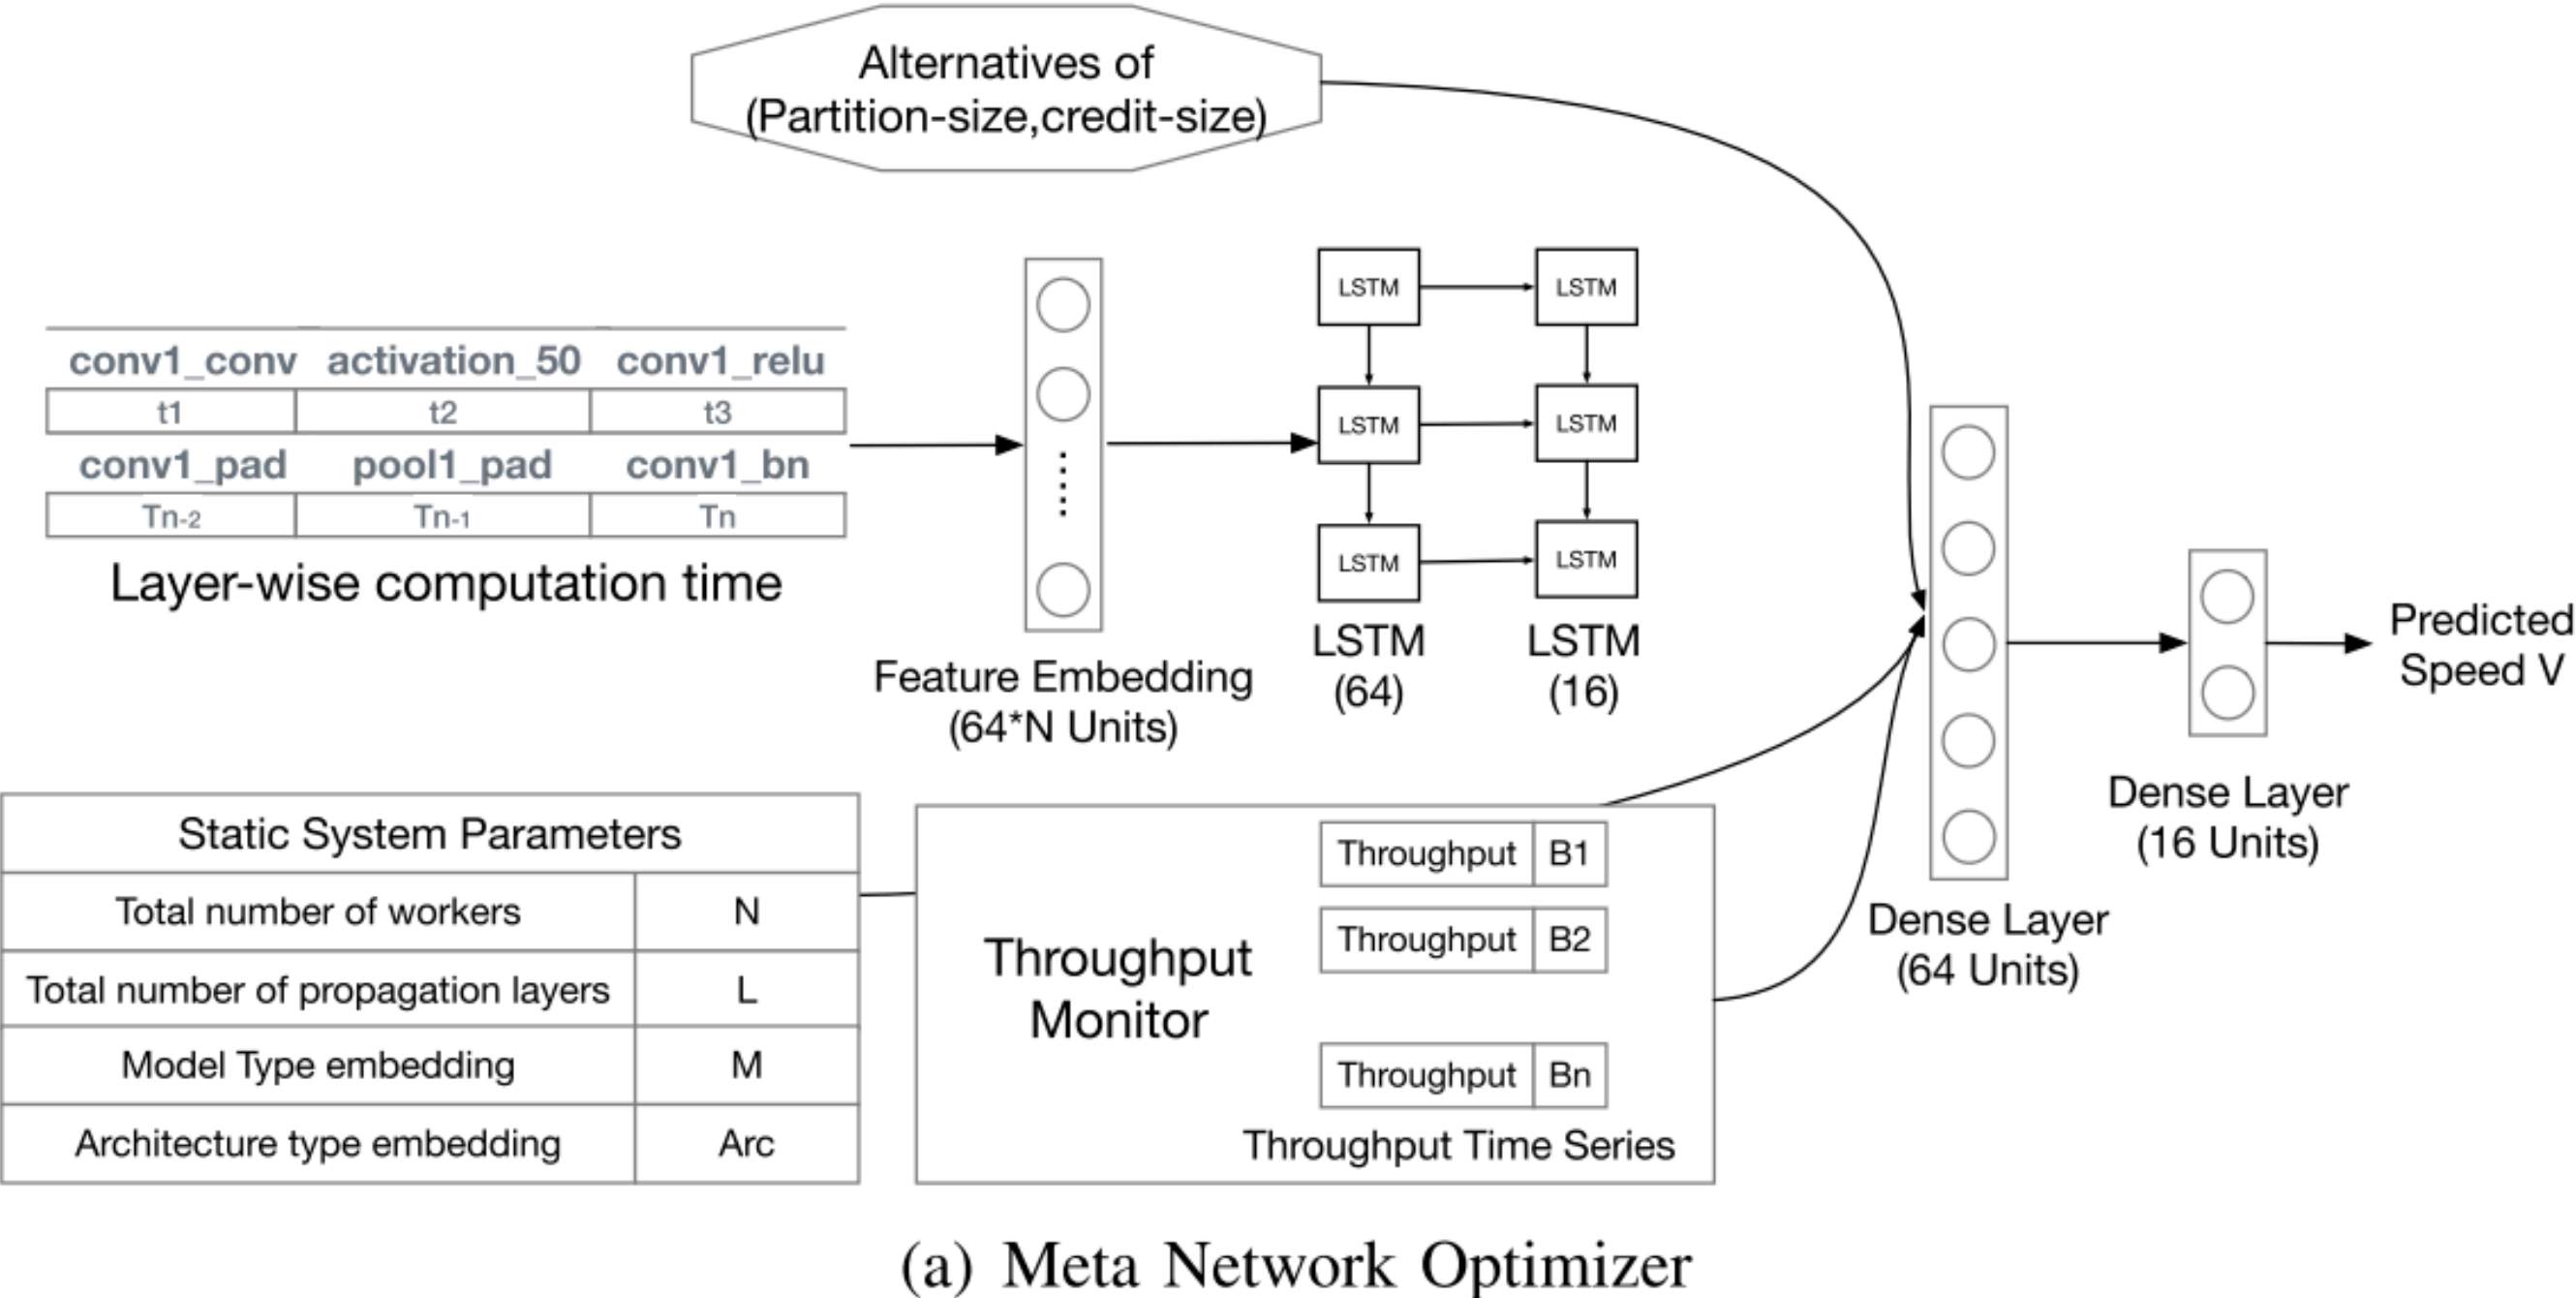 Alternatives of
(Partition-size,credit-size)
conv1_conv activation_50 conv1_relu
t1 t2 t3
conv1_pad pool1_pad conv1_bn
Tn-2 Tn-1 Tn
Layer-wise computation time
Feature Embedding
(64*N Units)
LSTM LSTM
LSTM LSTM
LSTM LSTM
LSTM LSTM
(64) (16)
Static System Parameters
Total number of workers N
Total number of propagation layers L
Model Type embedding M
Architecture type embedding Arc
Throughput
Monitor
Throughput B1
Throughput B2
Throughput Bn
Throughput Time Series
Dense Layer
(64 Units)
Dense Layer
(16 Units)
Predicted
Speed V
(a) Meta Network Optimizer